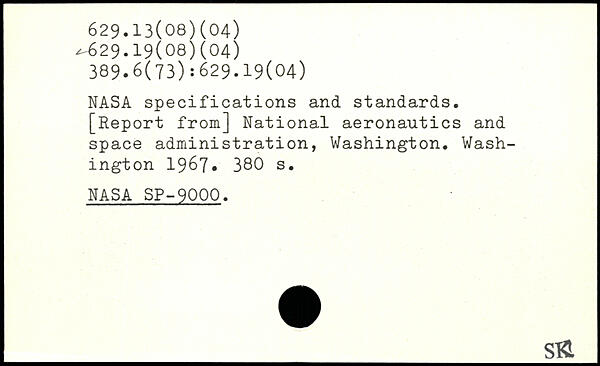 629.13(08)(04)
629.19(08)(04)
389.6(73):629.19(04)
NASA specifications and standards.
[Report from] National aeronautics and
space administration, Washington. Wash-
ington 1967. 380 s.
NASA SP-9000.
SK